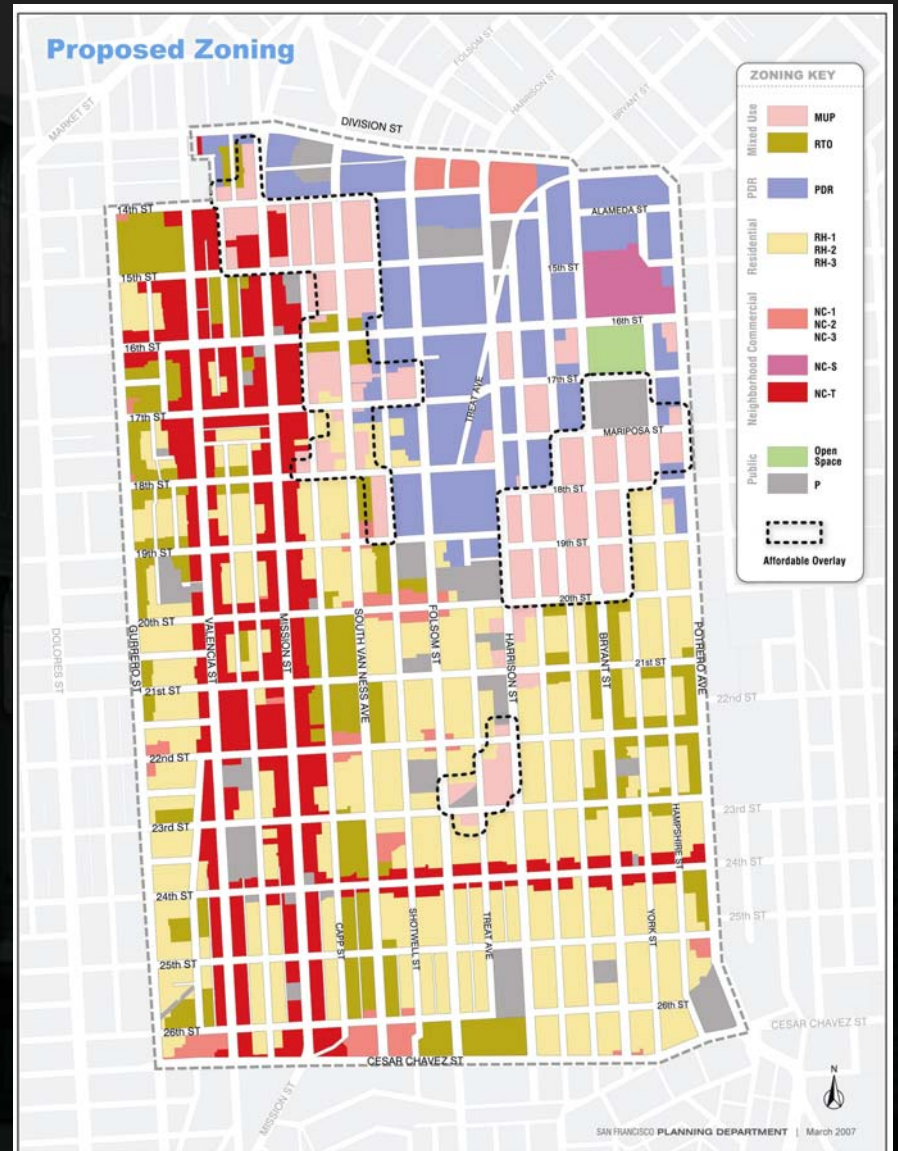 Proposed Zoning
FOLSOM ST
HARRISON ST
BRYANT ST
MARKET ST
DIVISION ST
14th ST
ALAMEDA ST
15th ST
15th ST
16th ST
16th ST
17th ST
17th ST
TREAT AVE
MARIPOSA ST
18th ST
18th ST
19th ST
19th ST
20th ST
20th ST
DOLORES ST
GURRERO ST
VALENCIA ST
MISSION ST
SOUTH VAN NESS AVE
FOLSOM ST
HARRISON ST
BRYANT ST
POTRERO AVE
21st ST
21st ST
22nd ST
22nd ST
23rd ST
23rd ST
HAMPSHIRE ST
24th ST
24th ST
CAPP ST
SHOTWELL ST
TREAT AVE
YORK ST
25th ST
25th ST
26th ST
26th ST
CESAR CHAVEZ ST
CESAR CHAVEZ ST
MISSION ST
ZONING KEY
Mixed Use
MUP
RTO
PDR
PDR
Residential
RH-1
RH-2
RH-3
Neighborhood Commercial
NC-1
NC-2
NC-3
NC-S
NC-T
Public
Open
Space
P
Affordable Overlay
N
SAN FRANCISCO PLANNING DEPARTMENT | March 2007